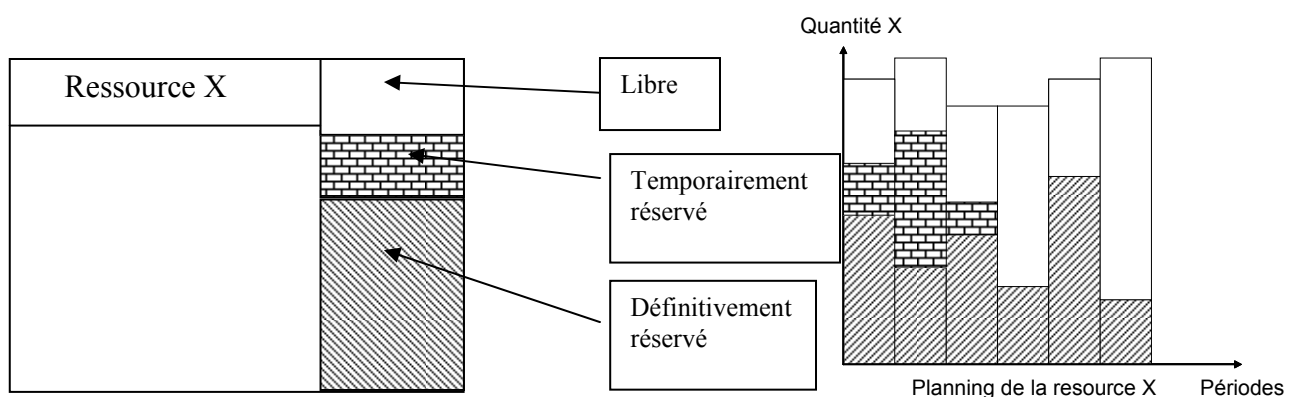 Quantité X
Ressource X
Libre
Temporairement
réservé
Définitivement
réservé
Planning de la resource X
Périodes